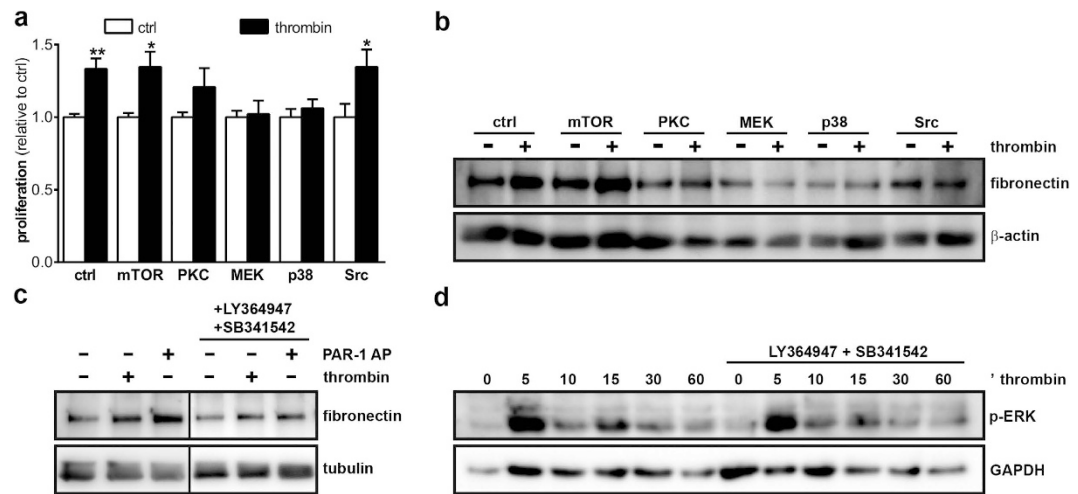 a
ctrl thrombin
proliferation (relative to ctrl)
1.5
1.0
0.5
0.0
** * *
ctrl mTOR PKC MEK p38 Src
b
ctrl mTOR PKC MEK p38 Src
- + - + - + - + - + - + thrombin
fibronectin
β-actin
c
+LY364947
+SB341542
- - + - - + PAR-1 AP
- + - - + - thrombin
fibronectin
tubulin
d
LY364947 + SB341542
0 5 10 15 30 60 0 5 10 15 30 60 ' thrombin
p-ERK
GAPDH